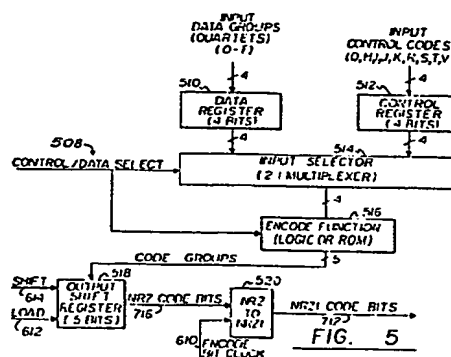 INPUT
DATA GROUPS
(QUARTETS)
(0-F)
INPUT
CONTROL CODES
(Q,H,I,J,K,R,S,T,V)
4
4
510
DATA
REGISTER
(4 BITS)
512
CONTROL
REGISTER
(4 BITS)
4
4
508
514
CONTROL/DATA SELECT
INPUT SELECTOR
(2:1 MULTIPLEXER)
4
516
ENCODE FUNCTION
(LOGIC OR ROM)
CODE GROUPS
5
518
SHIFT
614
LOAD
612
OUTPUT
SHIFT
REGISTER
(5 BITS)
NRZ CODE BITS
716
520
NRZ
TO
NRZI
NRZI CODE BITS
712
610
ENCODE
BIT CLOCK
FIG. 5